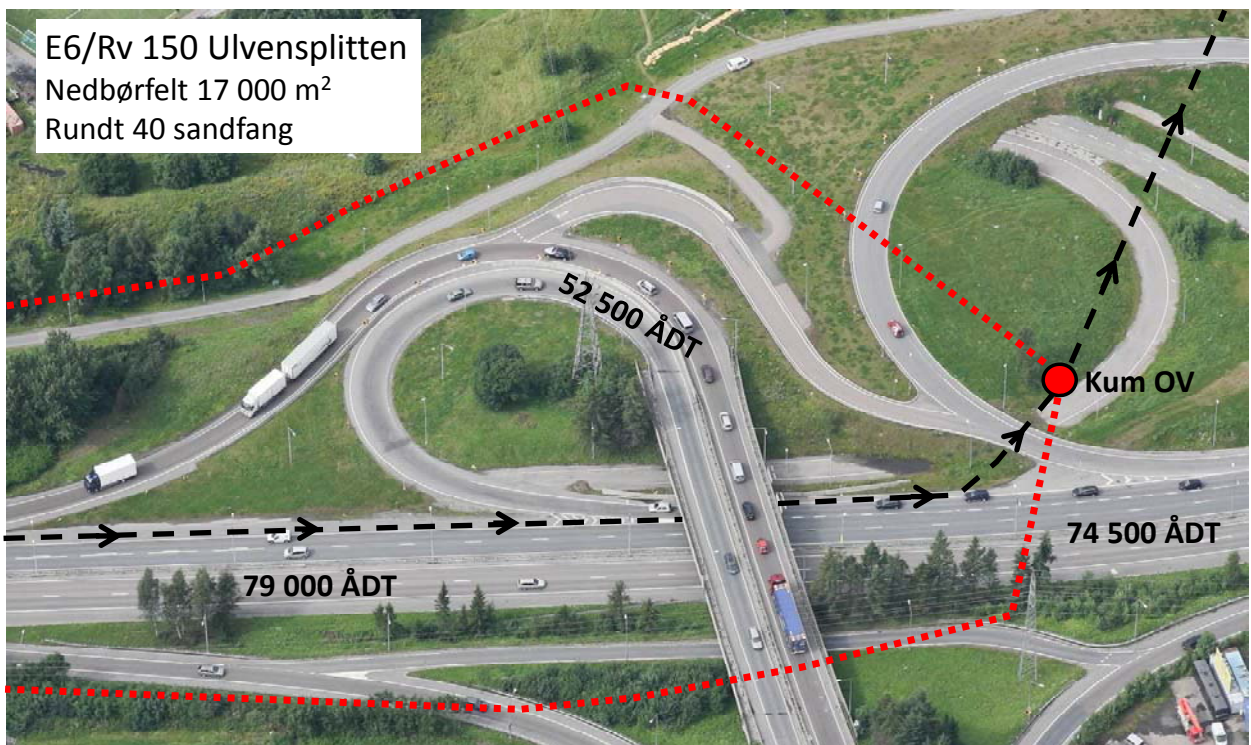 E6/Rv 150 Ulvensplitten
Nedbørfelt 17 000 m²
Rundt 40 sandfang
52 500 ÅDT
Kum OV
74 500 ÅDT
79 000 ÅDT